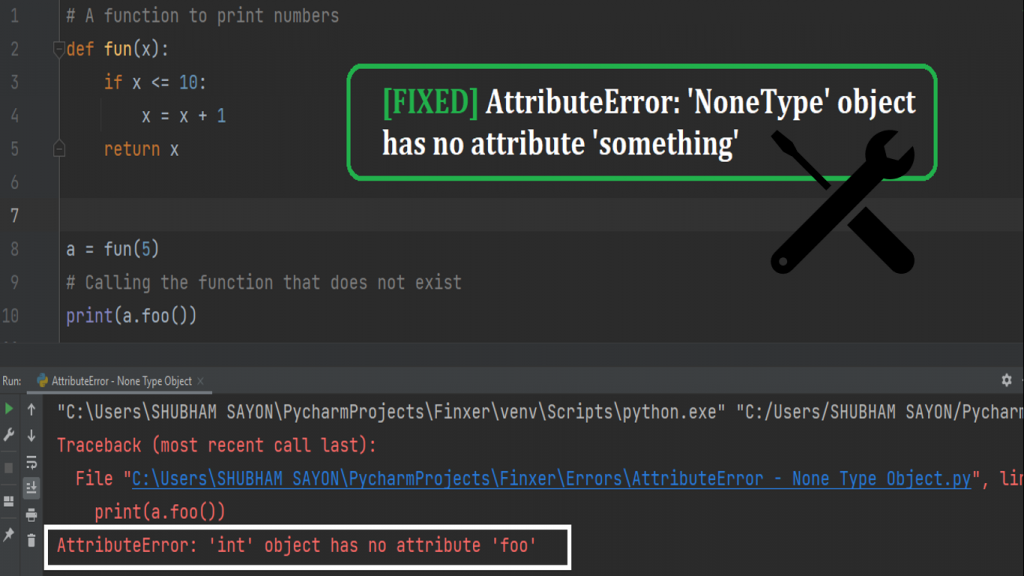 1 # A function to print numbers
2 def fun(x):
3 if x <= 10:
4 x = x + 1
5 return x
6
7
8 a = fun(5)
9 # Calling the function that does not exist
10 print(a.foo())
[FIXED] AttributeError: 'NoneType' object
has no attribute 'something'
Run: AttributeError - None Type Object ×
"C:\Users\SHUBHAM SAYON\PycharmProjects\Finxer\venv\Scripts\python.exe" "C:/Users/SHUBHAM SAYON/Pycharm
Traceback (most recent call last):
File "C:\Users\SHUBHAM SAYON\PycharmProjects\Finxer\Errors\AttributeError - None Type Object.py", lin
print(a.foo())
AttributeError: 'int' object has no attribute 'foo'